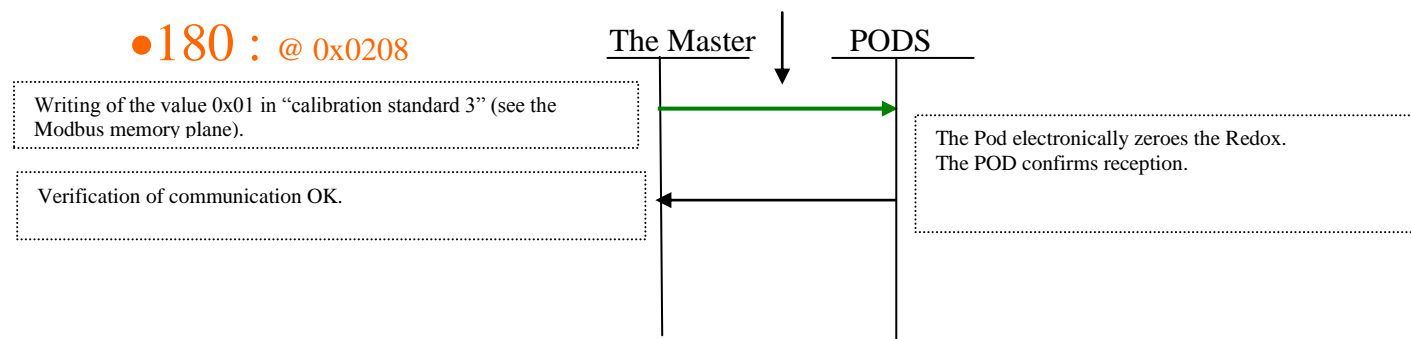 •180 : @ 0x0208
The Master
PODS
Writing of the value 0x01 in “calibration standard 3” (see the
Modbus memory plane).
The Pod electronically zeroes the Redox.
The POD confirms reception.
Verification of communication OK.